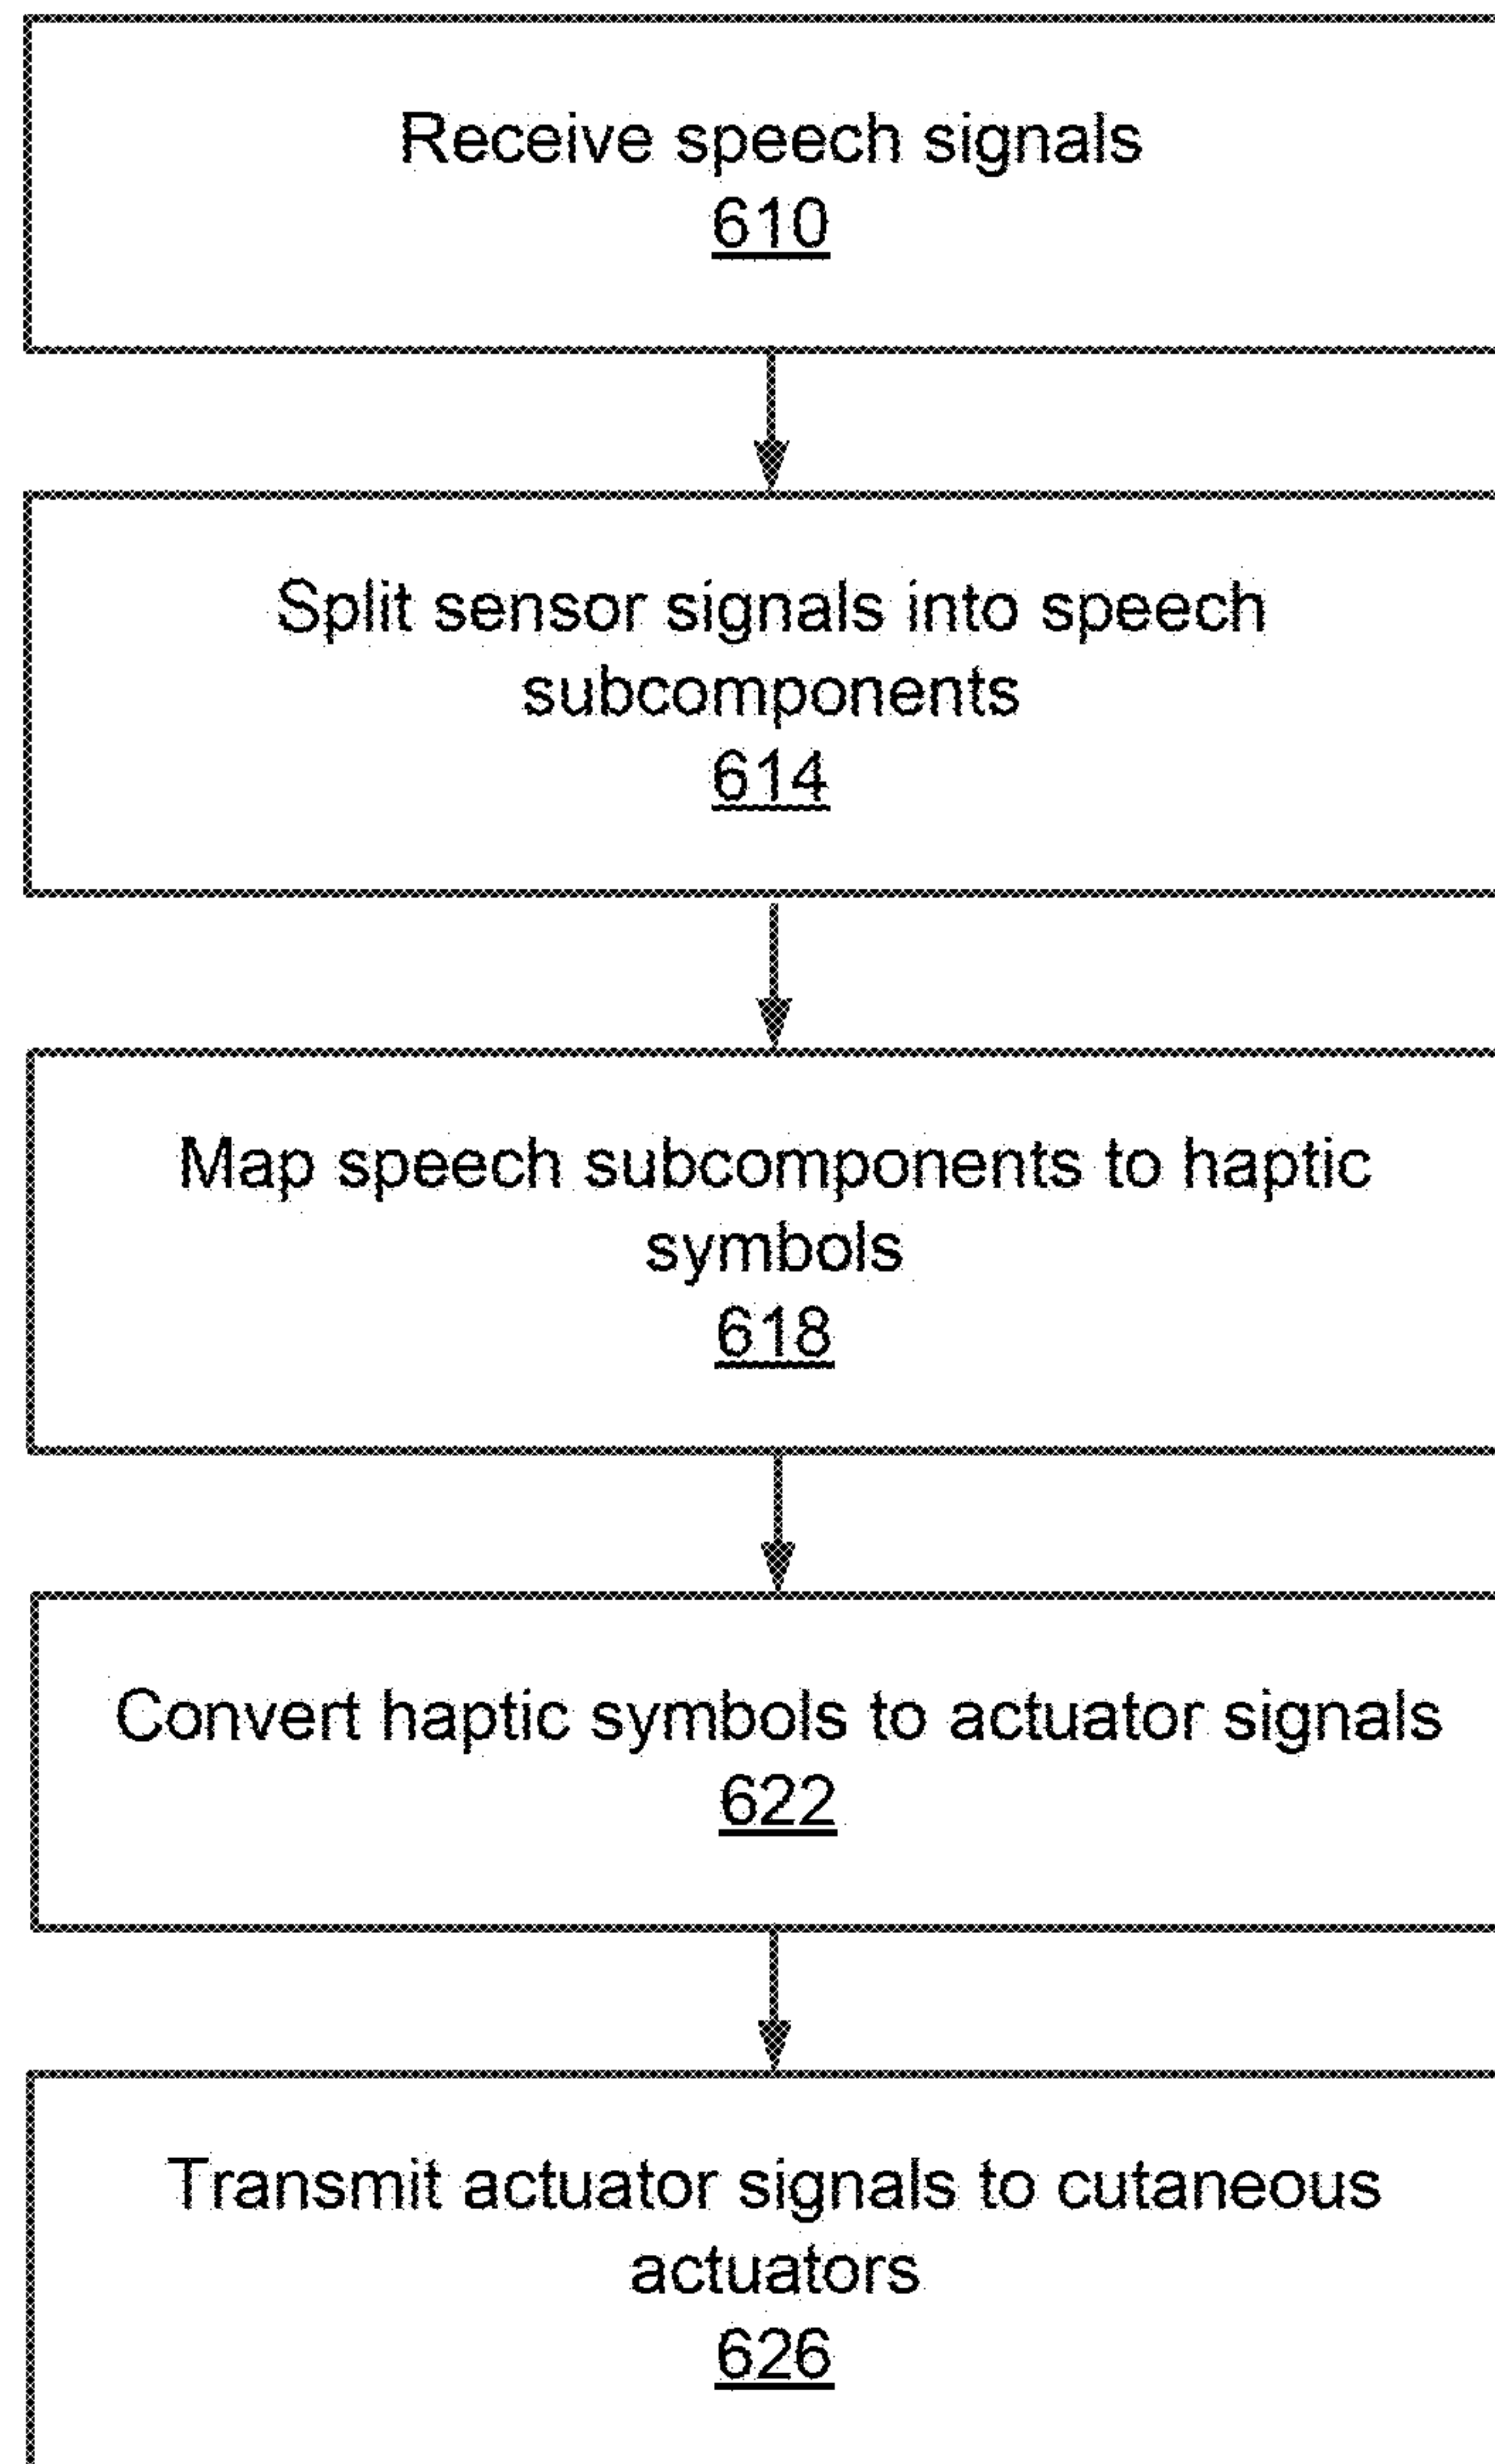 Receive speech signals
610
Split sensor signals into speech
subcomponents
614
Map speech subcomponents to haptic
symbols
618
Convert haptic symbols to actuator signals
622
Transmit actuator signals to cutaneous
actuators
626